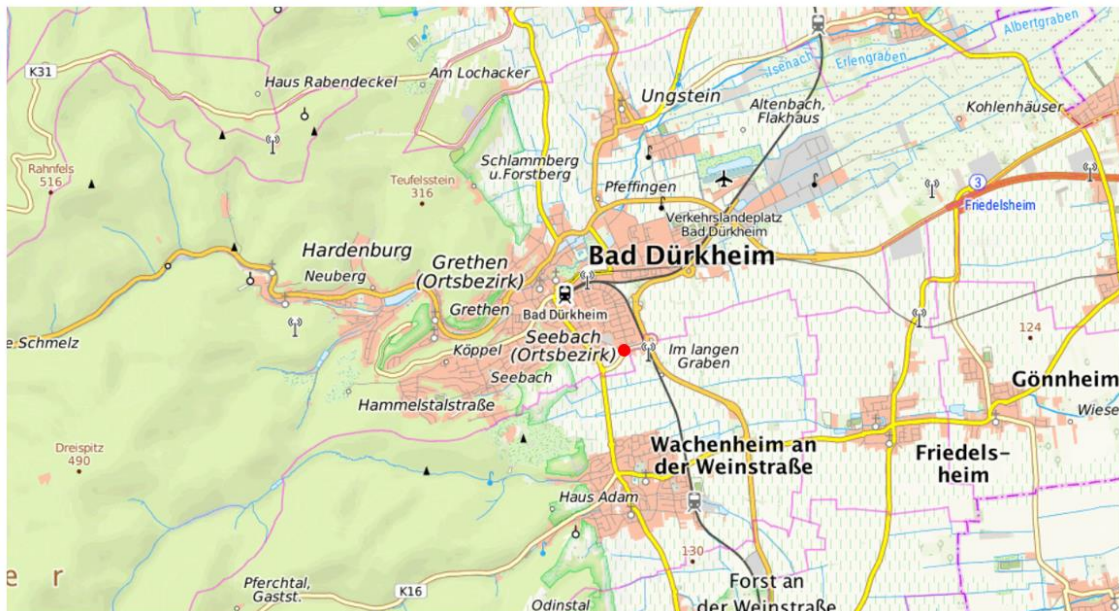 Albertgraben
K31
Haus Rabendeckel
Am Lochacker
Isenach
Erlengraben
Ungstein
Altenbach,
Flakhaus
Kohlenhäuser
Rahnfels
516
Teufelsstein
316
Schlammberg
u.Forstberg
Pfeffingen
3
Friedelsheim
Verkehrslandeplatz
Bad Dürkheim
Hardenburg
Neuberg
Grethen
(Ortsbezirk)
Bad Dürkheim
Grethen
Bad Dürkheim
e Schmelz
Köppel
Seebach
(Ortsbezirk)
Im langen
Graben
124
Seebach
Gönnheim
Hammelstalstraße
Wiese
Dreispitz
490
Wachenheim an
der Weinstraße
Friedels-
heim
Haus Adam
130
e r
Pferchtal,
Gastst.
K16
Odinstal
Forst an
der Weinstraße